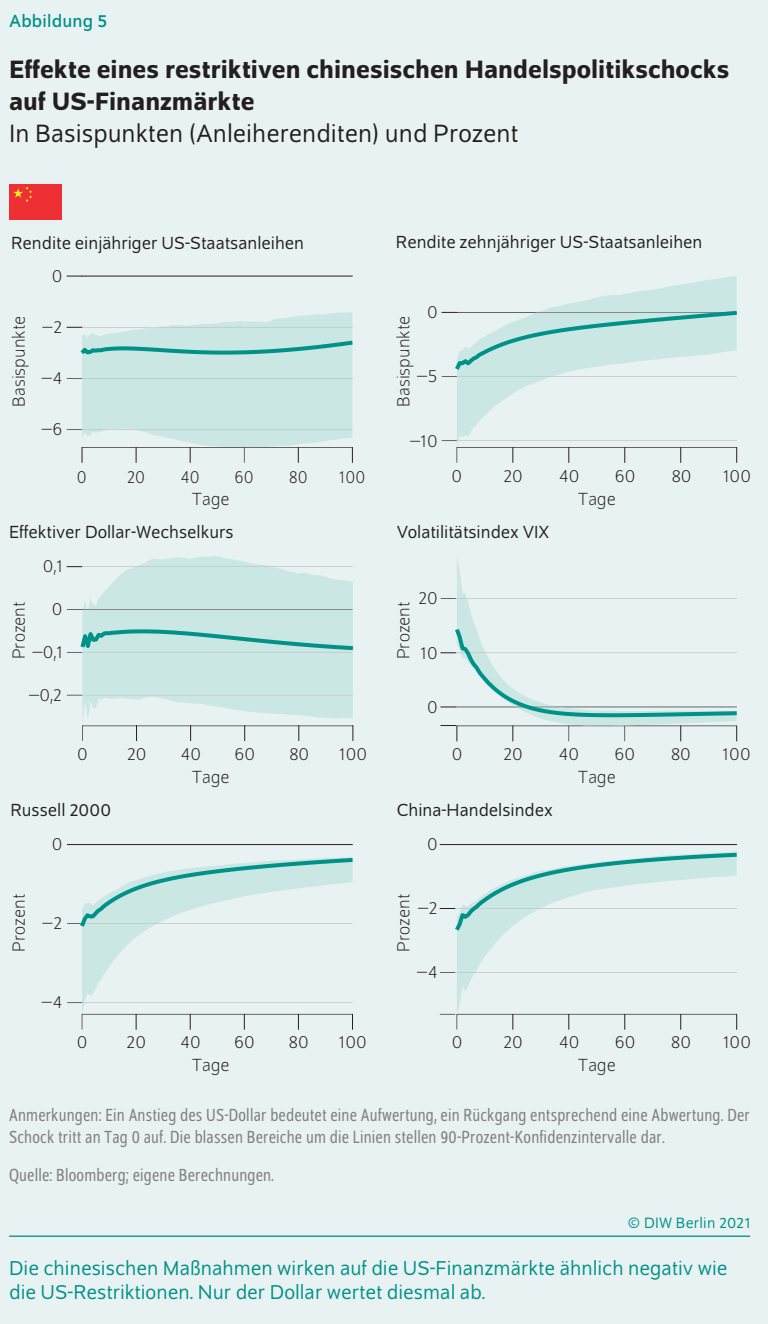 Abbildung 5
Effekte eines restriktiven chinesischen Handelspolitikschocks
auf US-Finanzmärkte
In Basispunkten (Anleiherenditen) und Prozent
Rendite einjähriger US-Staatsanleihen
0
−2
−4
−6
Basispunkte
0 20 40 60 80 100
Tage
Rendite zehnjähriger US-Staatsanleihen
0
−5
−10
Basispunkte
0 20 40 60 80 100
Tage
Effektiver Dollar-Wechselkurs
0,1
0
−0,1
−0,2
Prozent
0 20 40 60 80 100
Tage
Volatilitätsindex VIX
20
10
0
Prozent
0 20 40 60 80 100
Tage
Russell 2000
0
−2
−4
Prozent
0 20 40 60 80 100
Tage
China-Handelsindex
0
−2
−4
Prozent
0 20 40 60 80 100
Tage
Anmerkungen: Ein Anstieg des US-Dollar bedeutet eine Aufwertung, ein Rückgang entsprechend eine Abwertung. Der
Schock tritt an Tag 0 auf. Die blassen Bereiche um die Linien stellen 90-Prozent-Konfidenzintervalle dar.
Quelle: Bloomberg; eigene Berechnungen.
© DIW Berlin 2021
Die chinesischen Maßnahmen wirken auf die US-Finanzmärkte ähnlich negativ wie
die US-Restriktionen. Nur der Dollar wertet diesmal ab.